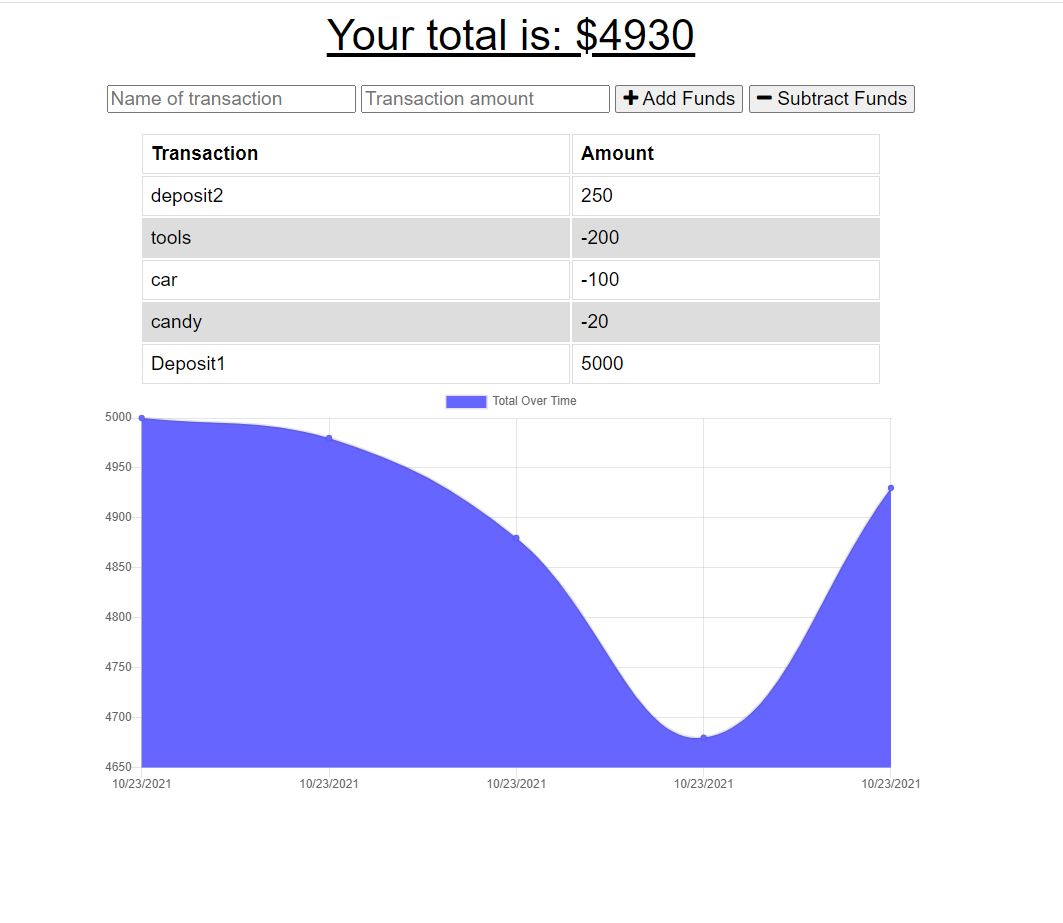 Your total is: $4930
Name of transaction Transaction amount Add Funds Subtract Funds
Transaction Amount
deposit2 250
tools -200
car -100
candy -20
Deposit1 5000
Total Over Time
5000
4950
4900
4850
4800
4750
4700
4650
10/23/2021 10/23/2021 10/23/2021 10/23/2021 10/23/2021